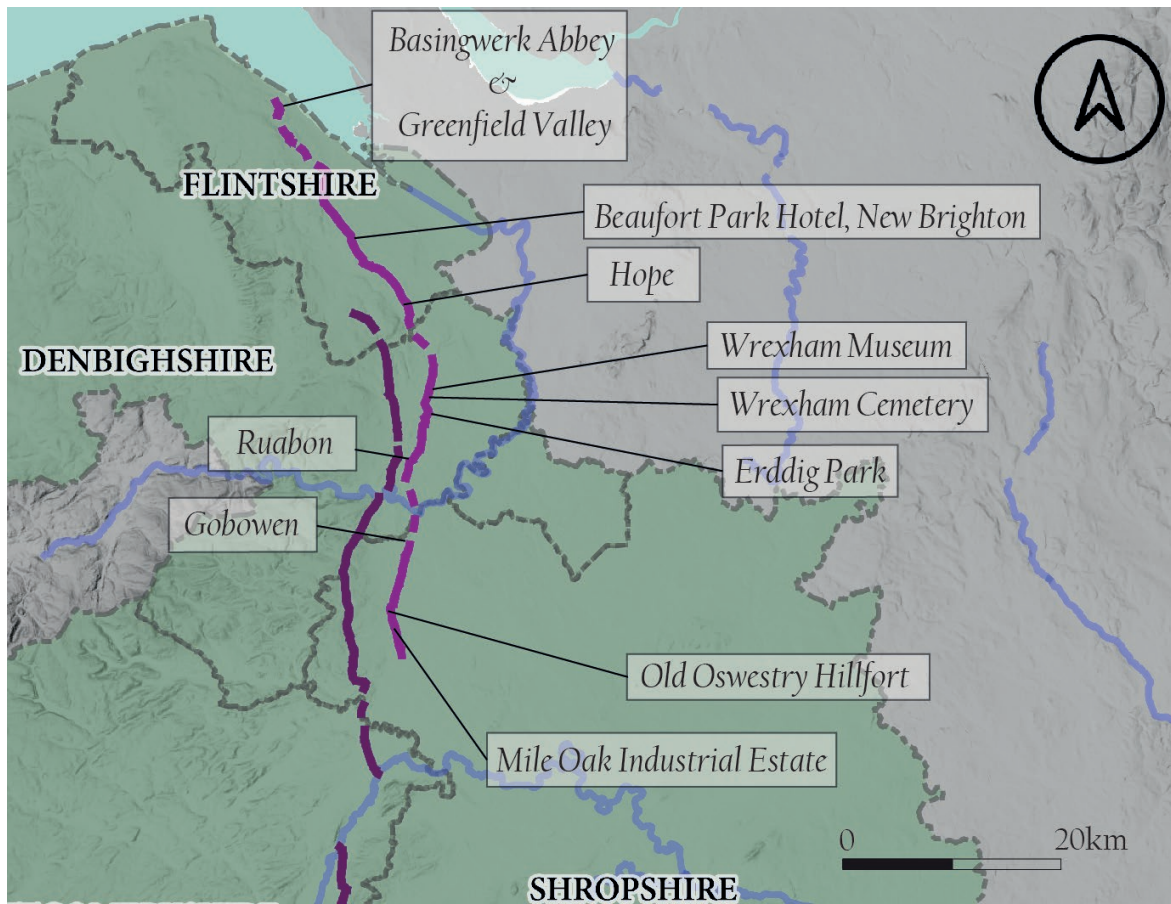 Basingwerk Abbey
&
Greenfield Valley
FLINTSHIRE
Beaufort Park Hotel, New Brighton
Hope
Wrexham Museum
DENBIGHSHIRE
Wrexham Cemetery
Ruabon
Erddig Park
Gobowen
Old Oswestry Hillfort
Mile Oak Industrial Estate
0 20km
SHROPSHIRE